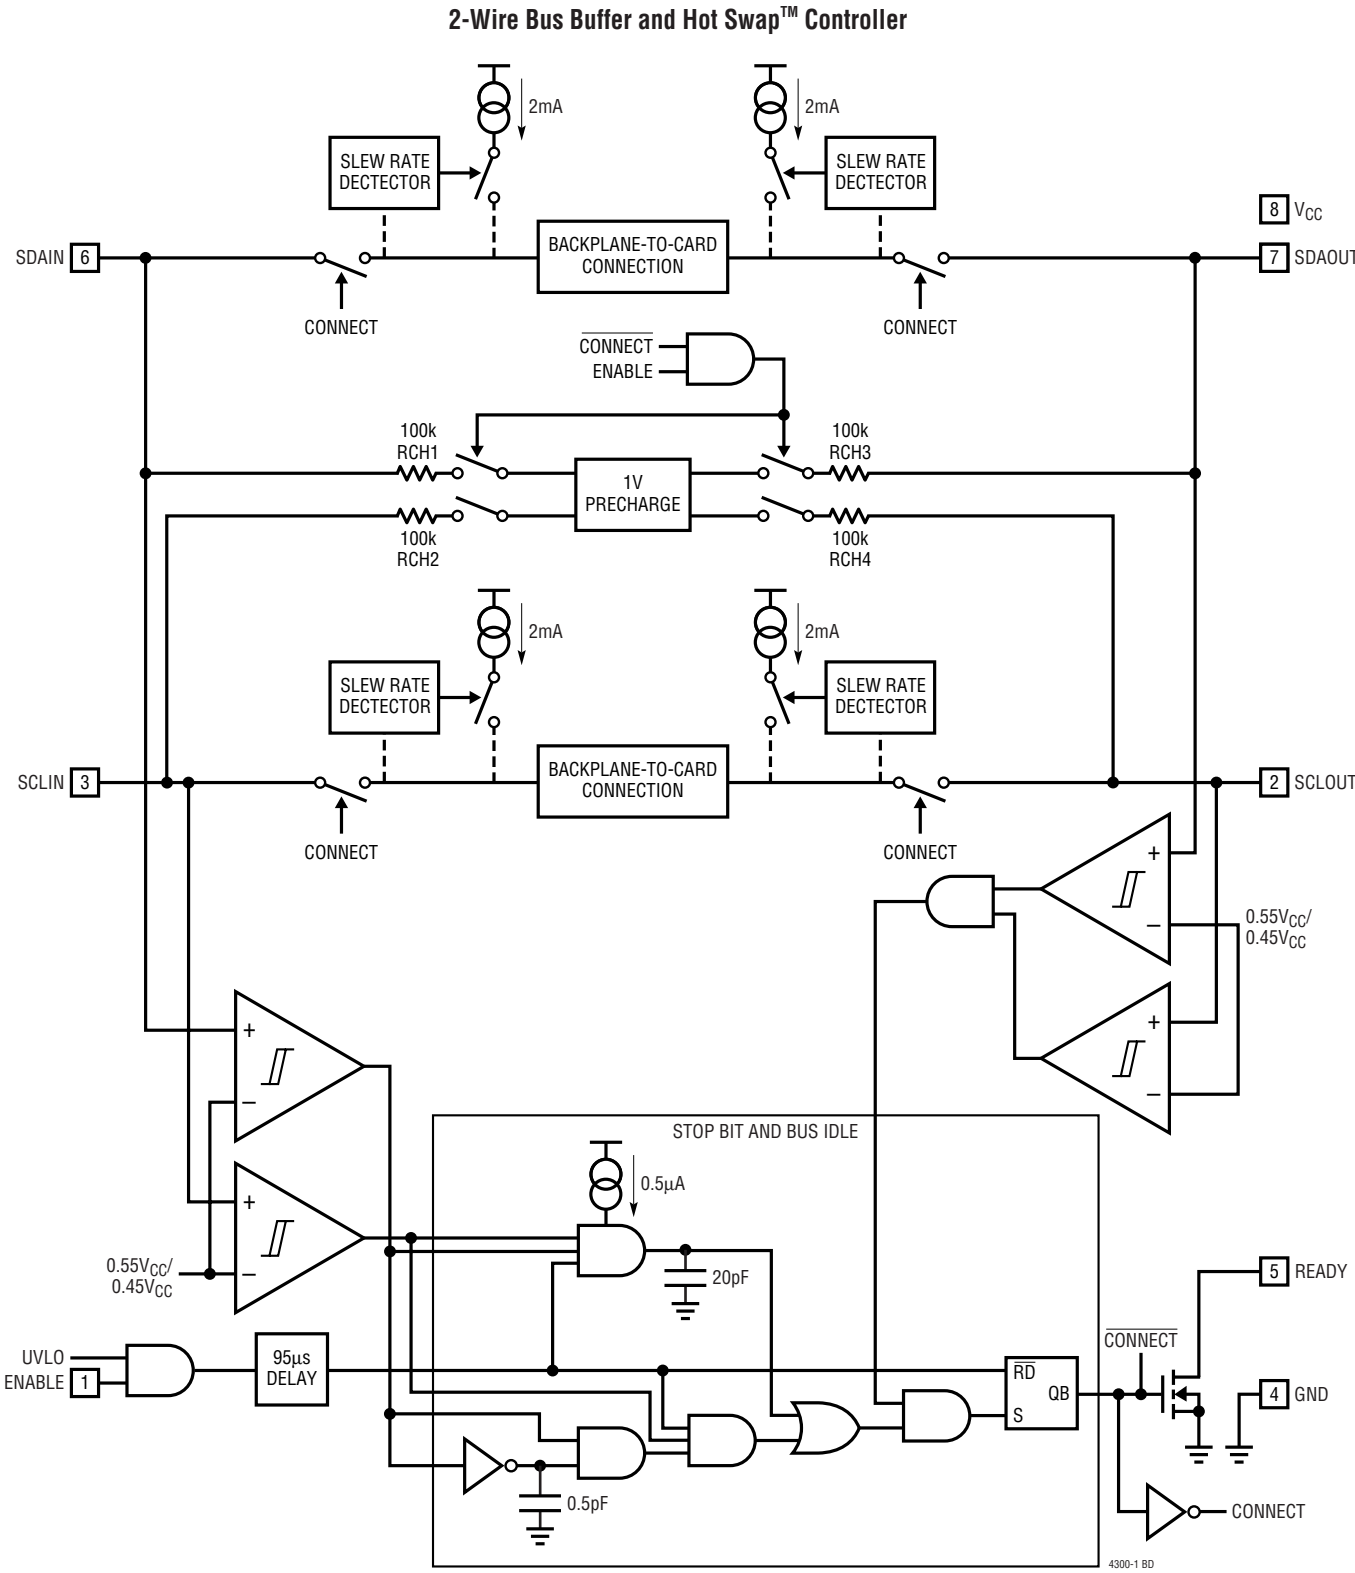 2-Wire Bus Buffer and Hot Swap™ Controller
2mA
2mA
SLEW RATE
DECTECTOR
SLEW RATE
DECTECTOR
8 VCC
SDAIN 6
BACKPLANE-TO-CARD
CONNECTION
7 SDAOUT
CONNECT
CONNECT
CONNECT
ENABLE
100k
RCH1
100k
RCH3
1V
PRECHARGE
100k
RCH2
100k
RCH4
2mA
2mA
SLEW RATE
DECTECTOR
SLEW RATE
DECTECTOR
SCLIN 3
BACKPLANE-TO-CARD
CONNECTION
2 SCLOUT
CONNECT
CONNECT
+
–
0.55VCC/
0.45VCC
+
–
+
–
STOP BIT AND BUS IDLE
0.5µA
+
–
0.55VCC/
0.45VCC
20pF
5 READY
UVLO
ENABLE 1
95µs
DELAY
CONNECT
RD
QB
S
4 GND
0.5pF
CONNECT
4300-1 BD